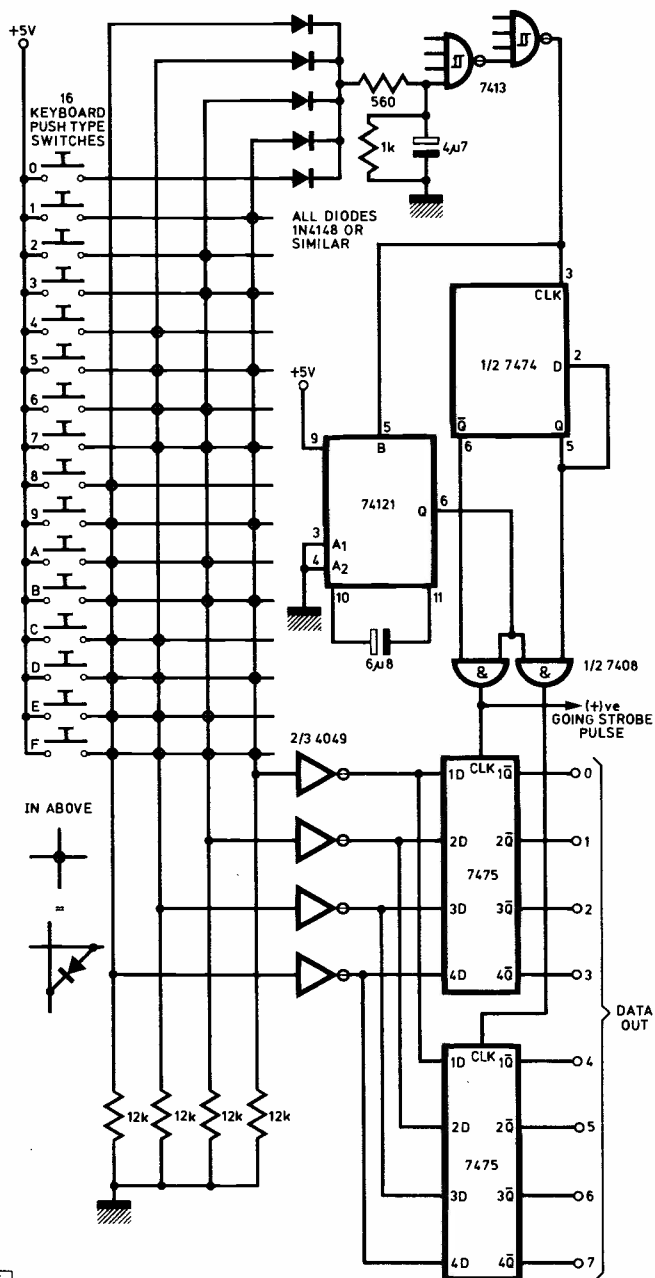 +5V
16
KEYBOARD
PUSH TYPE
SWITCHES
0
1
2
3
4
5
6
7
8
9
A
B
C
D
E
F
560
1k
4µ7
7413
ALL DIODES
1N4148 OR
SIMILAR
3
CLK
1/2 7474
D
2
Q̅
Q
6
5
+5V
9
5
B
74121
Q
6
3
A1
4
A2
10
11
6µ8
&
&
1/2 7408
(+)ve
GOING STROBE
PULSE
2/3 4049
IN ABOVE
=
CLK
1D
1Q̅
0
2D
2Q̅
1
7475
3D
3Q̅
2
4D
4Q̅
3
DATA
OUT
CLK
1D
1Q̅
4
2D
2Q̅
5
7475
3D
3Q̅
6
4D
4Q̅
7
12k
12k
12k
12k